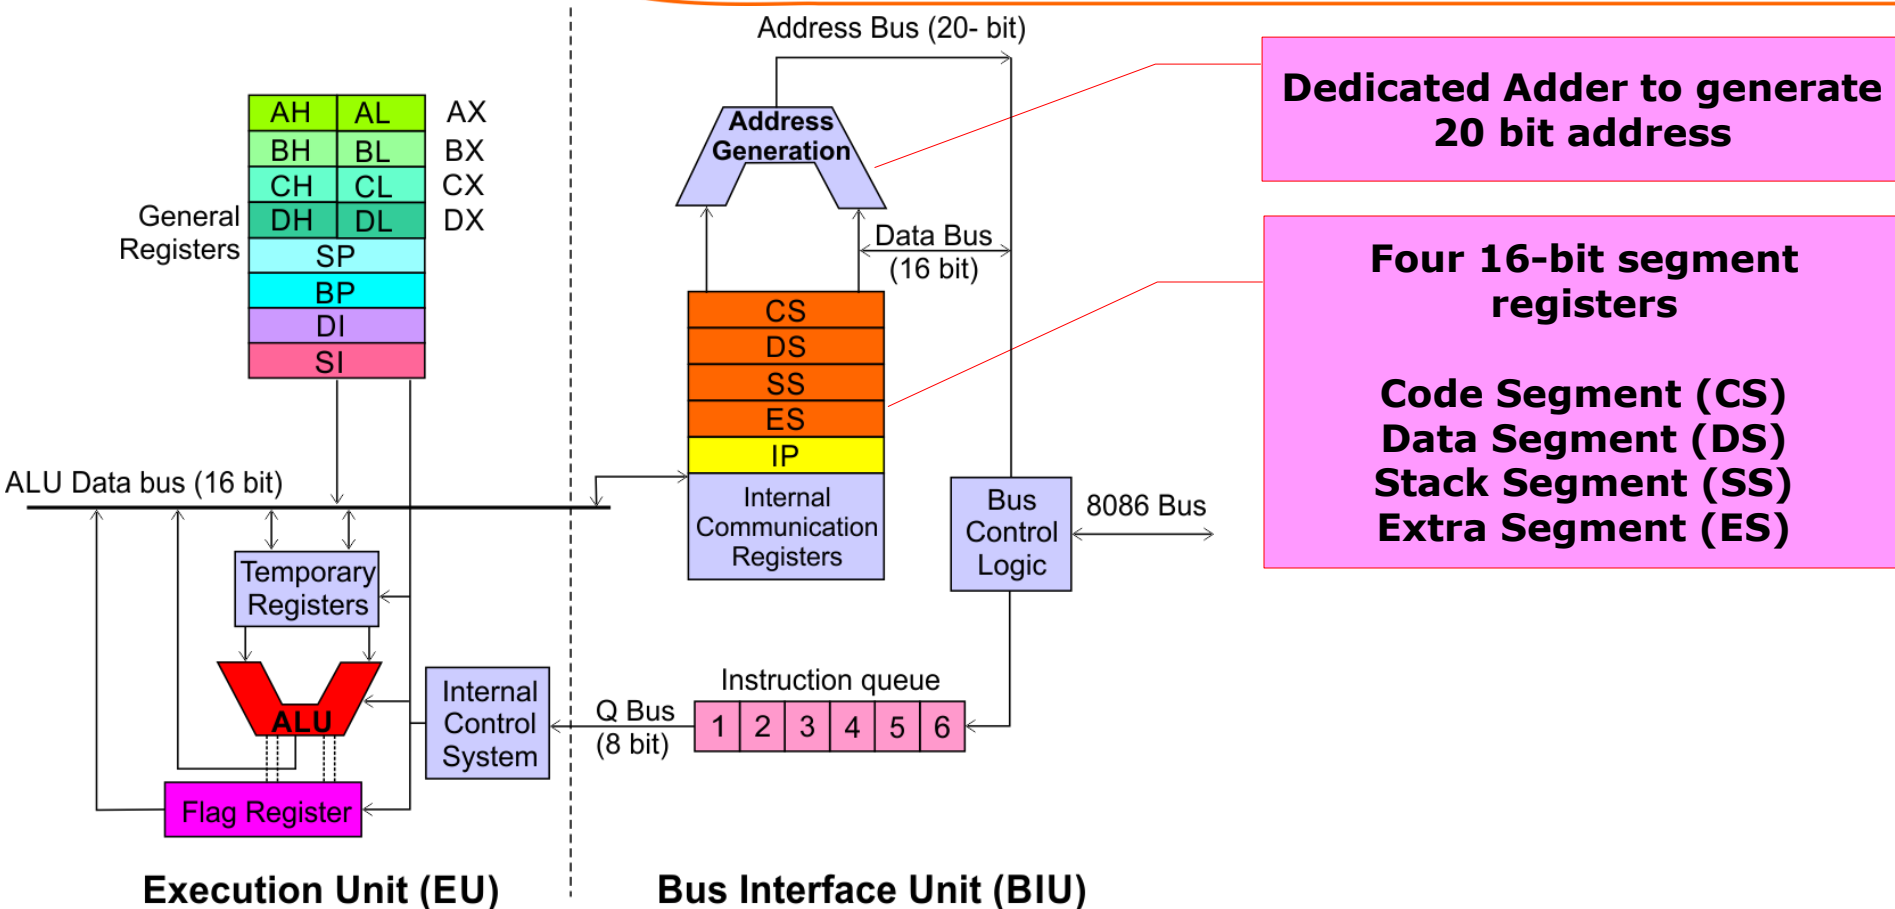 Address Bus (20- bit)
Dedicated Adder to generate
20 bit address
AH AL AX
BH BL BX
CH CL CX
DH DL DX
General
Registers
SP
BP
DI
SI
Address
Generation
Data Bus
(16 bit)
CS
DS
SS
ES
IP
Internal
Communication
Registers
Four 16-bit segment
registers
Code Segment (CS)
Data Segment (DS)
Stack Segment (SS)
Extra Segment (ES)
ALU Data bus (16 bit)
Bus
Control
Logic
8086 Bus
Temporary
Registers
ALU
Internal
Control
System
Q Bus
(8 bit)
Instruction queue
1 2 3 4 5 6
Flag Register
Execution Unit (EU)
Bus Interface Unit (BIU)